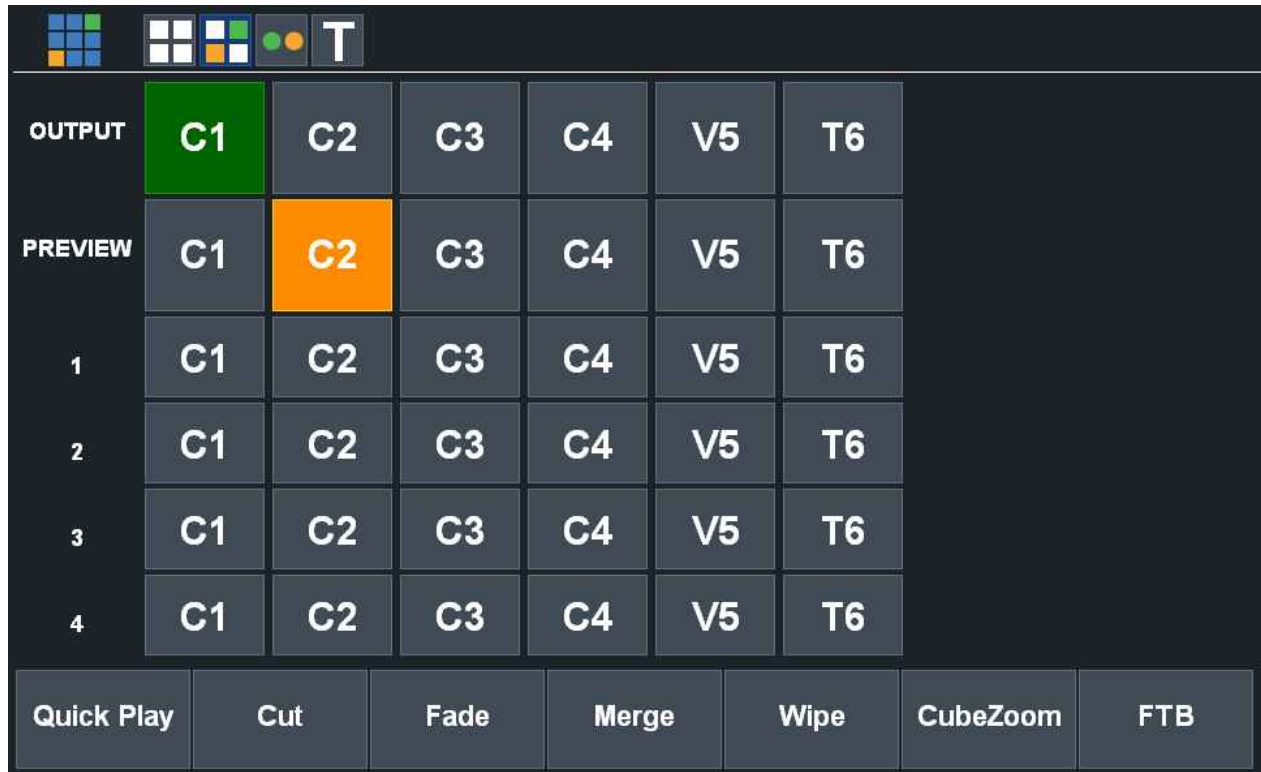 T
OUTPUT C1 C2 C3 C4 V5 T6
PREVIEW C1 C2 C3 C4 V5 T6
1 C1 C2 C3 C4 V5 T6
2 C1 C2 C3 C4 V5 T6
3 C1 C2 C3 C4 V5 T6
4 C1 C2 C3 C4 V5 T6
Quick Play Cut Fade Merge Wipe CubeZoom FTB